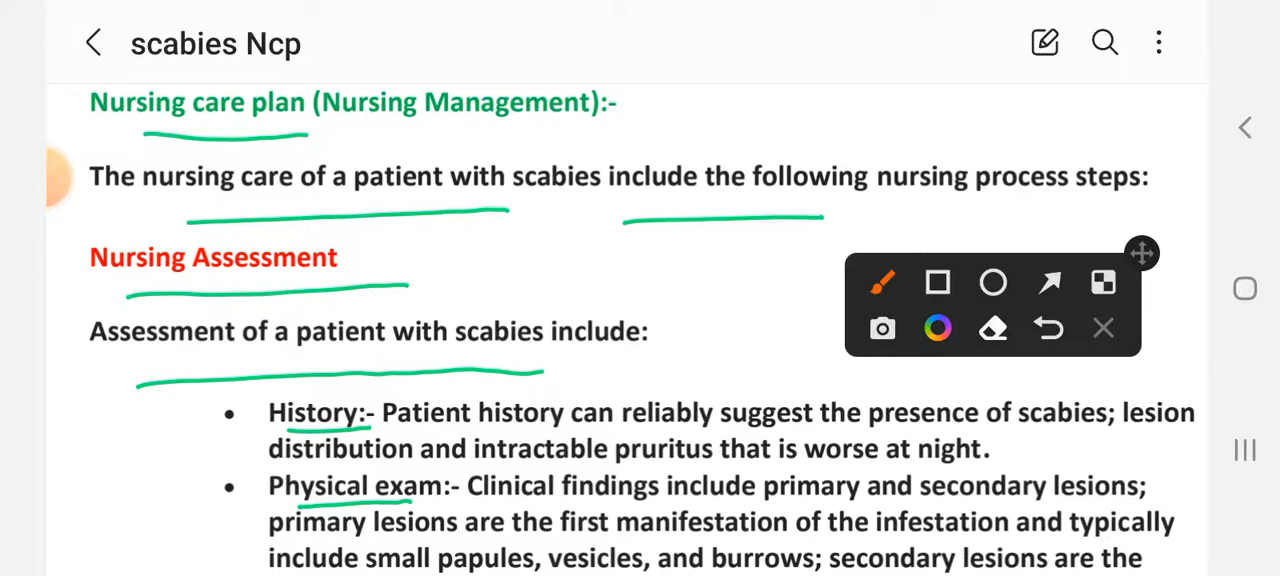 scabies Ncp
Nursing care plan (Nursing Management):-
The nursing care of a patient with scabies include the following nursing process steps:
Nursing Assessment
Assessment of a patient with scabies include:
• History:- Patient history can reliably suggest the presence of scabies; lesion
distribution and intractable pruritus that is worse at night.
• Physical exam:- Clinical findings include primary and secondary lesions;
primary lesions are the first manifestation of the infestation and typically
include small papules, vesicles, and burrows; secondary lesions are the